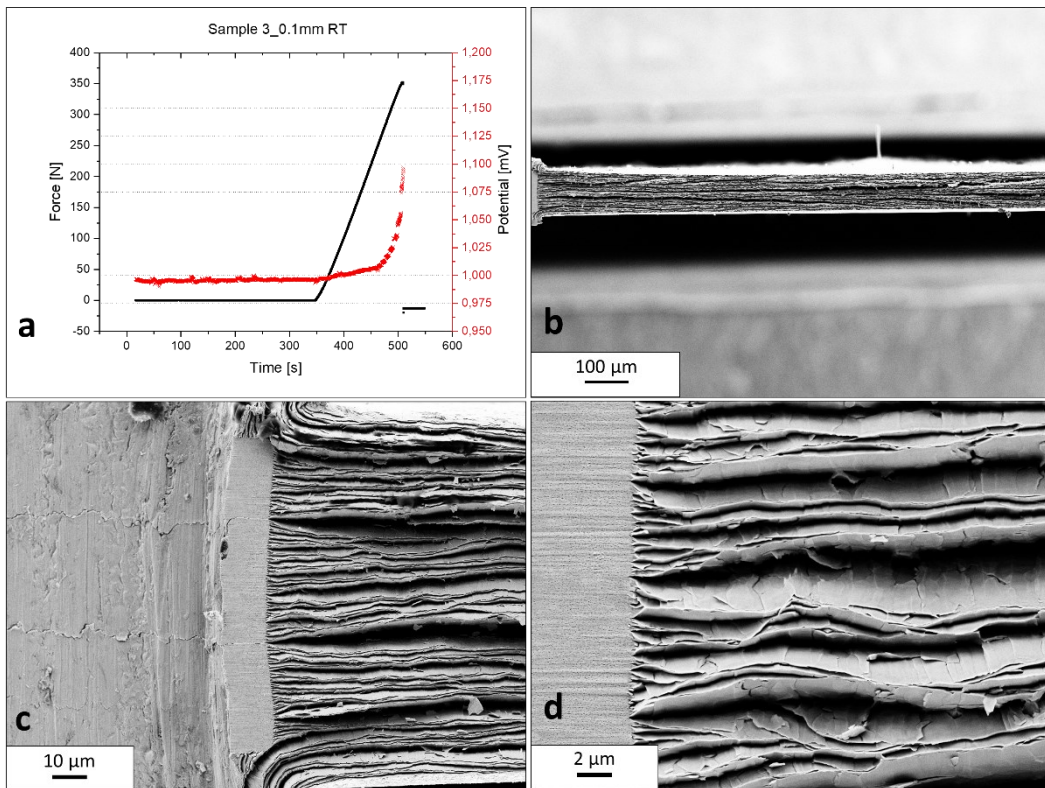 Sample 3_0.1mm RT
400
350
300
250
200
150
100
50
0
-50
Force [N]
1,200
1,175
1,150
1,125
1,100
1,075
1,050
1,025
1,000
0,975
0,950
Potential [mV]
0 100 200 300 400 500 600
Time [s]
a
b
100 µm
c
10 µm
d
2 µm